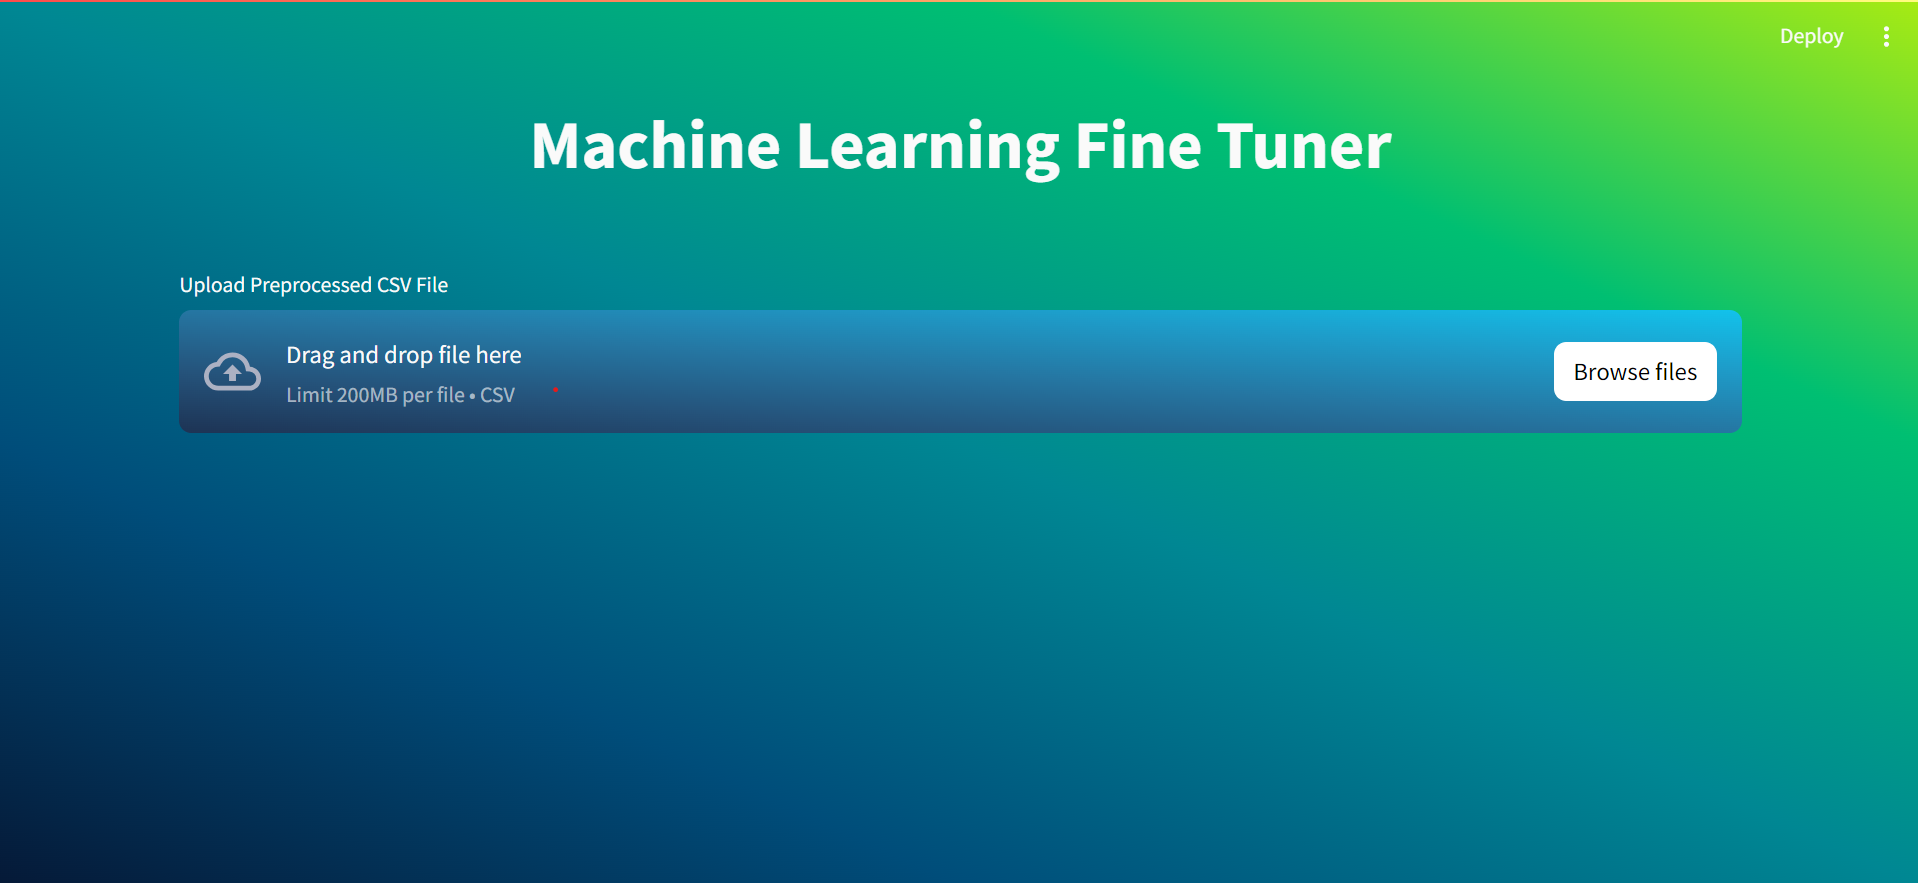 Deploy
Machine Learning Fine Tuner
Upload Preprocessed CSV File
Drag and drop file here
Limit 200MB per file • CSV
Browse files